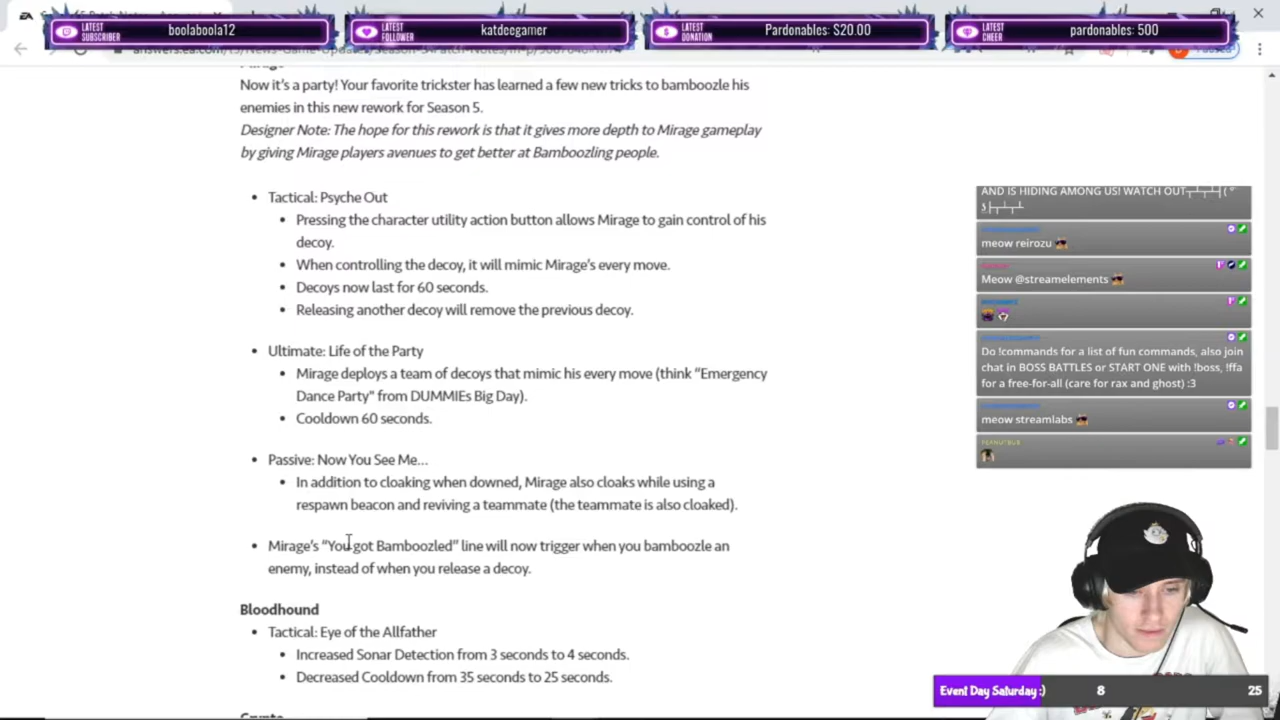 LATEST SUBSCRIBER
boolaboola12
LATEST FOLLOWER
katdeegamer
LATEST DONATION
Pardonables: $20.00
LATEST CHEER
pardonables: 500
Now it's a party! Your favorite trickster has learned a few new tricks to bamboozle his
enemies in this new rework for Season 5.
Designer Note: The hope for this rework is that it gives more depth to Mirage gameplay
by giving Mirage players avenues to get better at Bamboozling people.
• Tactical: Psyche Out
• Pressing the character utility action button allows Mirage to gain control of his
decoy.
• When controlling the decoy, it will mimic Mirage's every move.
• Decoys now last for 60 seconds.
• Releasing another decoy will remove the previous decoy.
• Ultimate: Life of the Party
• Mirage deploys a team of decoys that mimic his every move (think “Emergency
Dance Party" from DUMMIEs Big Day).
• Cooldown 60 seconds.
• Passive: Now You See Me...
• In addition to cloaking when downed, Mirage also cloaks while using a
respawn beacon and reviving a teammate (the teammate is also cloaked).
• Mirage's “You got Bamboozled” line will now trigger when you bamboozle an
enemy, instead of when you release a decoy.
Bloodhound
• Tactical: Eye of the Allfather
• Increased Sonar Detection from 3 seconds to 4 seconds.
• Decreased Cooldown from 35 seconds to 25 seconds.
AND IS HIDING AMONG US! WATCH OUT
meow reirozu
Meow @streamelements
Do !commands for a list of fun commands, also join
chat in BOSS BATTLES or START ONE with !boss, !ffa
for a free-for-all (care for rax and ghost) :3
meow streamlabs
PEANUTBUB
Event Day Saturday :)
8
25